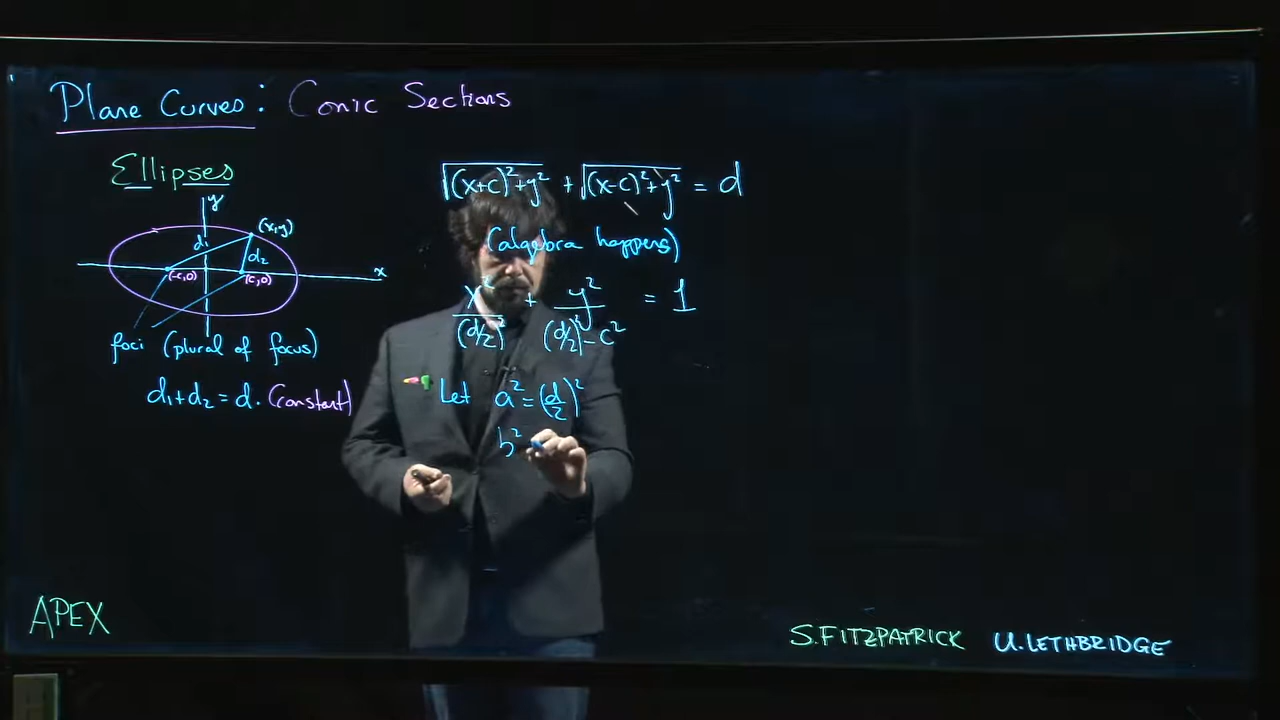 Plane Curves: Conic Sections
Ellipses
y
(x,y)
d1
d2
(-c,0)
(c,0)
x
foci (plural of focus)
d1+d2 = d. (constant)
√(x+c)²+y² + √(x-c)²+y² = d
(algebra happens)
x²/(d/2)² + y²/(d/2)²-c² = 1
Let a² = (d/2)²
b²
APEX
S.FITZPATRICK U.LETHBRIDGE